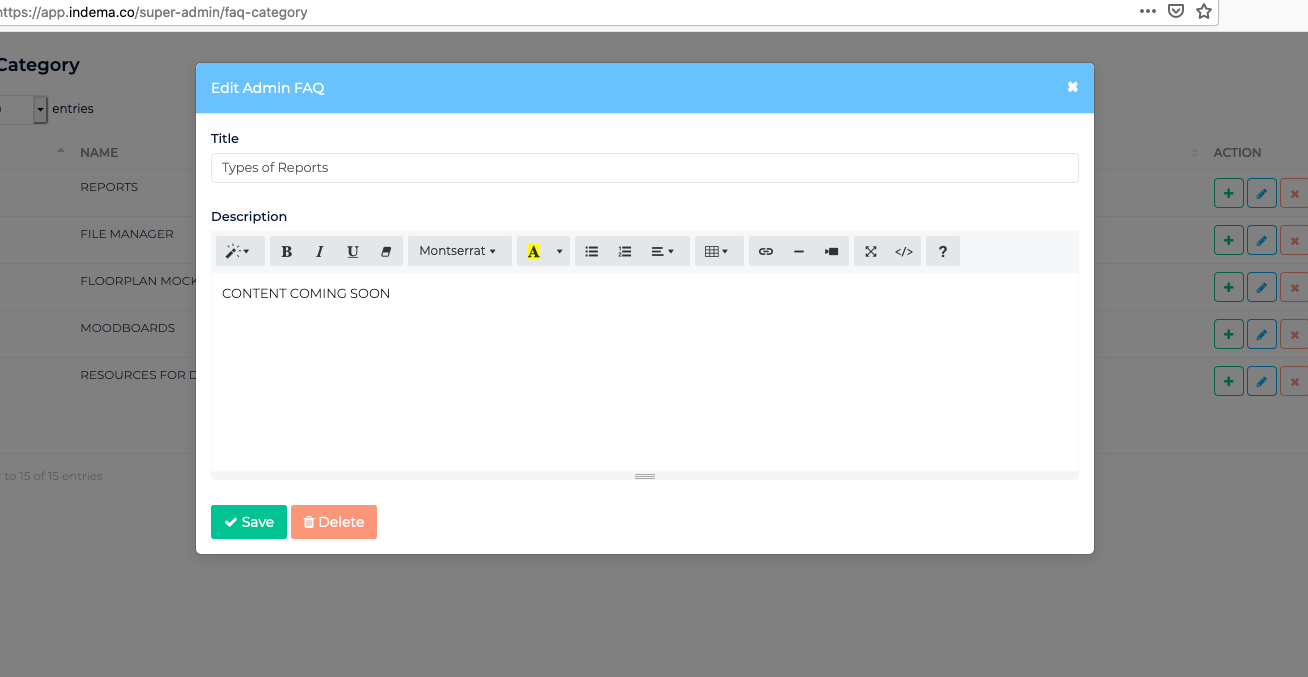 https://app.indema.co/super-admin/faq-category
Category
entries
NAME
ACTION
REPORTS
FILE MANAGER
FLOORPLAN MOCK
MOODBOARDS
RESOURCES FOR D
to 15 of 15 entries
Edit Admin FAQ
Title
Types of Reports
Description
B I U Montserrat A </> ?
CONTENT COMING SOON
Save Delete